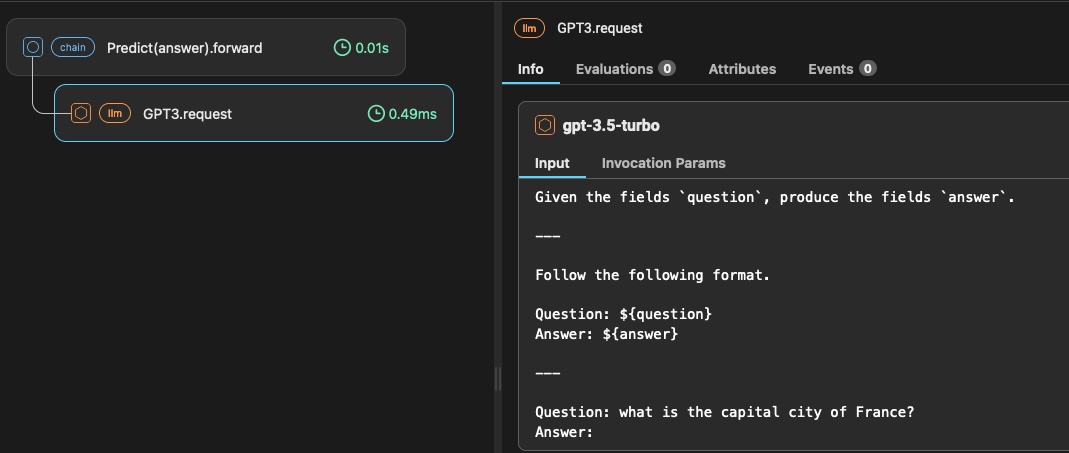 chain Predict(answer).forward 0.01s
llm GPT3.request 0.49ms
llm GPT3.request
Info Evaluations 0 Attributes Events 0
gpt-3.5-turbo
Input Invocation Params
Given the fields `question`, produce the fields `answer`.
---
Follow the following format.
Question: ${question}
Answer: ${answer}
---
Question: what is the capital city of France?
Answer: